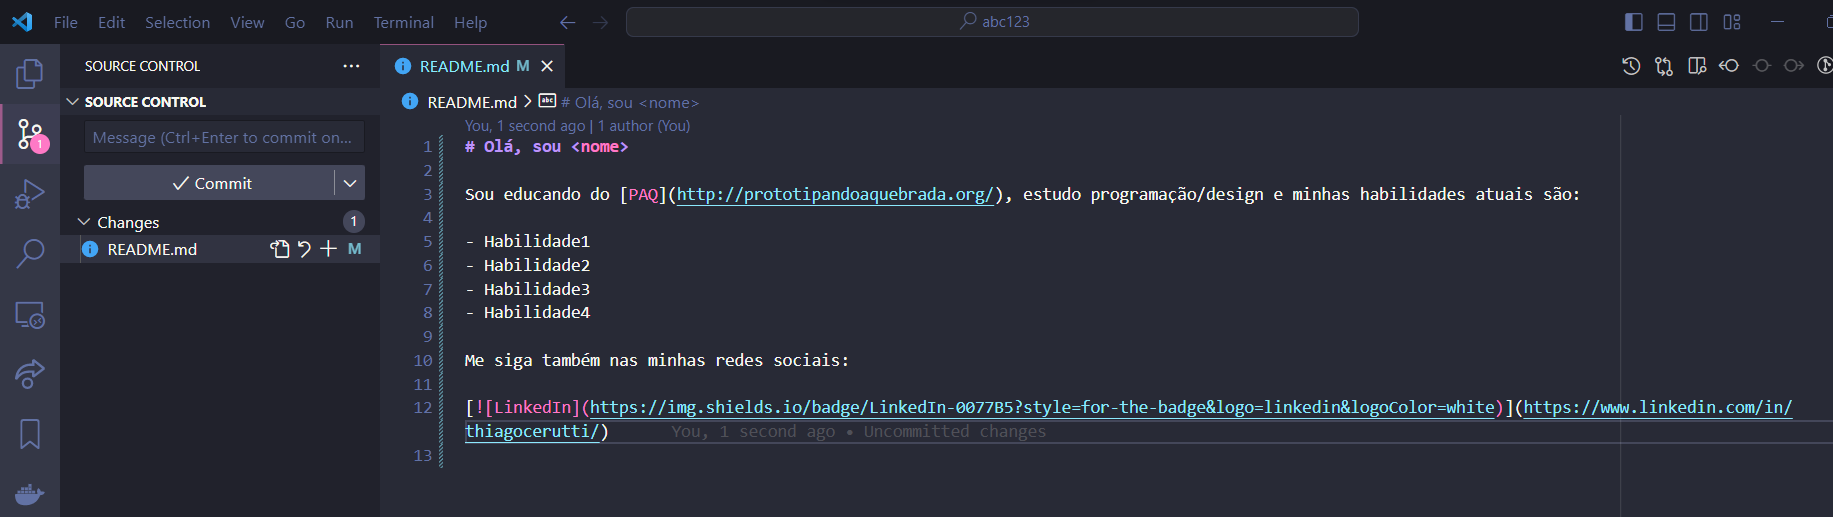 File Edit Selection View Go Run Terminal Help abc123
SOURCE CONTROL
README.md M
SOURCE CONTROL
README.md # Olá, sou <nome>
Message (Ctrl+Enter to commit on...
You, 1 second ago | 1 author (You)
1
Commit
Changes 1
README.md M
1 # Olá, sou <nome>
2
3 Sou educando do [PAQ](http://prototipandoaquebrada.org/), estudo programação/design e minhas habilidades atuais são:
4
5 - Habilidade1
6 - Habilidade2
7 - Habilidade3
8 - Habilidade4
9
10 Me siga também nas minhas redes sociais:
11
12 [![LinkedIn](https://img.shields.io/badge/LinkedIn-0077B5?style=for-the-badge&logo=linkedin&logoColor=white)](https://www.linkedin.com/in/
thiagocerutti/) You, 1 second ago • Uncommitted changes
13